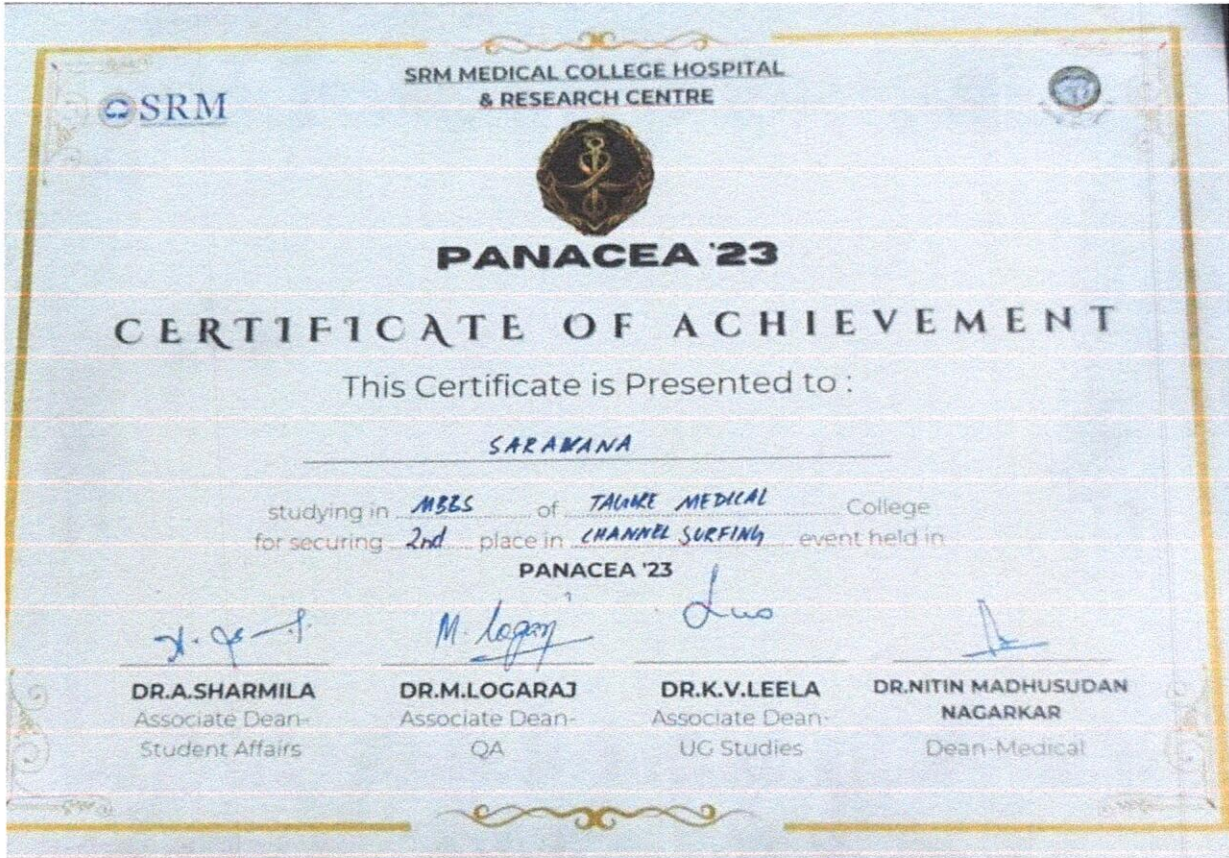 SRM MEDICAL COLLEGE HOSPITAL
& RESEARCH CENTRE
SRM
PANACEA '23
CERTIFICATE OF ACHIEVEMENT
This Certificate is Presented to :
SARAVANA
studying in MBBS of TAGORE MEDICAL College
for securing 2nd place in CHANNEL SURFING event held in
PANACEA '23
M. Logaraj
DR.A.SHARMILA DR.M.LOGARAJ DR.K.V.LEELA DR.NITIN MADHUSUDAN NAGARKAR
Associate Dean- Associate Dean- Associate Dean- Dean-Medical
Student Affairs QA UG Studies